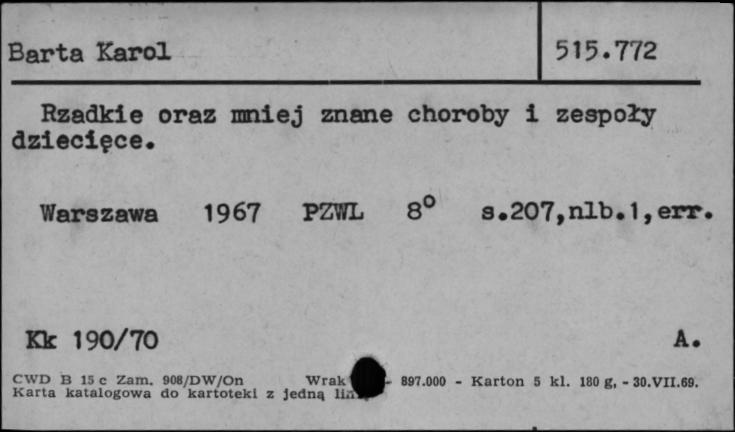 Barta Karol 515.772
Rzadkie oraz mniej znane choroby i zespoły
dziecięce.
Warszawa 1967 PZWL 8° s.207,nlb.1,err.
Kk 190/70 A.
CWD B 15 c Zam. 908/DW/On Wrak - 897.000 - Karton 5 kl. 180 g, - 30.VII.69.
Karta katalogowa do kartoteki z jedną